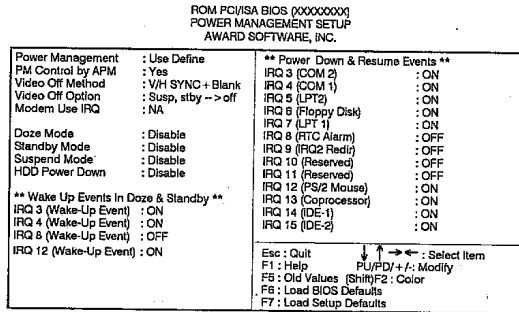 ROM PCI/ISA BIOS (XXXXXXXX)
POWER MANAGEMENT SETUP
AWARD SOFTWARE, INC.
Power Management : Use Define
PM Control by APM : Yes
Video Off Method : V/H SYNC + Blank
Video Off Option : Susp, stby -->off
Modem Use IRQ : NA
Doze Mode : Disable
Standby Mode : Disable
Suspend Mode : Disable
HDD Power Down : Disable
** Wake Up Events In Doze & Standby **
IRQ 3 (Wake-Up Event) : ON
IRQ 4 (Wake-Up Event) : ON
IRQ 8 (Wake-Up Event) : OFF
IRQ 12 (Wake-Up Event) : ON
** Power Down & Resume Events **
IRQ 3 (COM 2) : ON
IRQ 4 (COM 1) : ON
IRQ 5 (LPT2) : ON
IRQ 6 (Floppy Disk) : ON
IRQ 7 (LPT 1) : ON
IRQ 8 (RTC Alarm) : OFF
IRQ 9 (IRQ2 Redir) : OFF
IRQ 10 (Reserved) : OFF
IRQ 11 (Reserved) : OFF
IRQ 12 (PS/2 Mouse) : ON
IRQ 13 (Coprocessor) : ON
IRQ 14 (IDE-1) : ON
IRQ 15 (IDE-2) : ON
Esc : Quit ↓ ↑ → ← : Select Item
F1 : Help PU/PD/+/-: Modify
F5 : Old Values (Shift)F2 : Color
F6 : Load BIOS Defaults
F7 : Load Setup Defaults